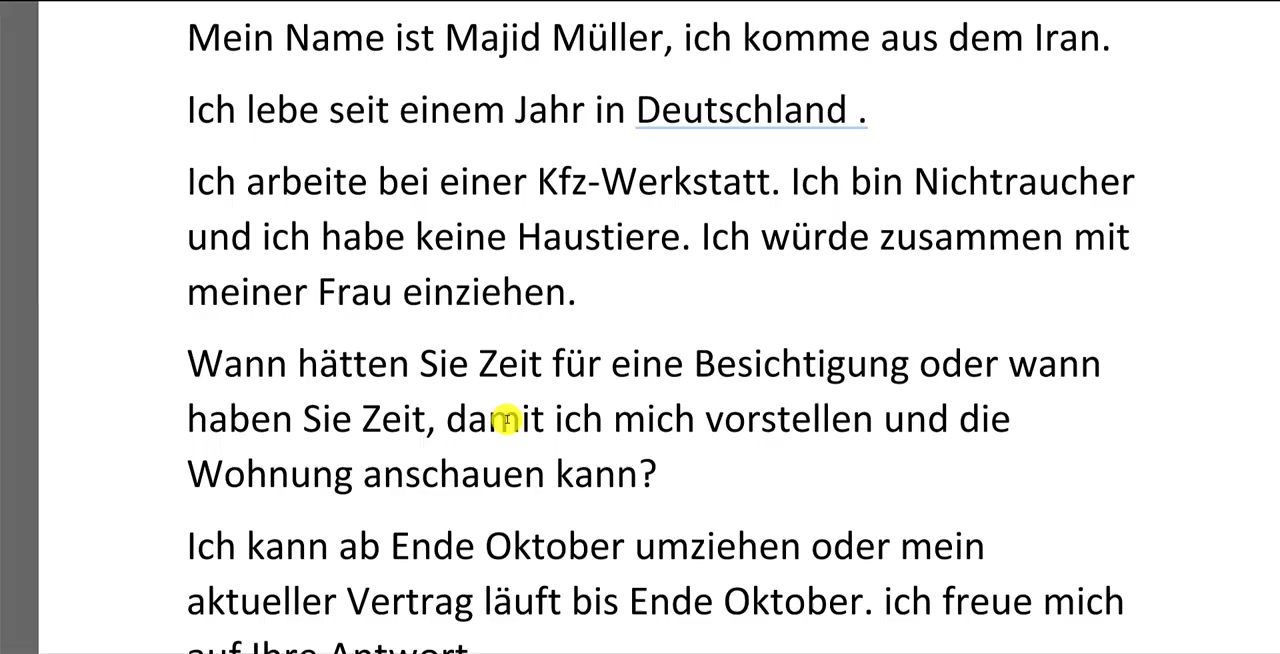 Mein Name ist Majid Müller, ich komme aus dem Iran.
Ich lebe seit einem Jahr in Deutschland .
Ich arbeite bei einer Kfz-Werkstatt. Ich bin Nichtraucher
und ich habe keine Haustiere. Ich würde zusammen mit
meiner Frau einziehen.
Wann hätten Sie Zeit für eine Besichtigung oder wann
haben Sie Zeit, damit ich mich vorstellen und die
Wohnung anschauen kann?
Ich kann ab Ende Oktober umziehen oder mein
aktueller Vertrag läuft bis Ende Oktober. ich freue mich
auf Ihre Antwort